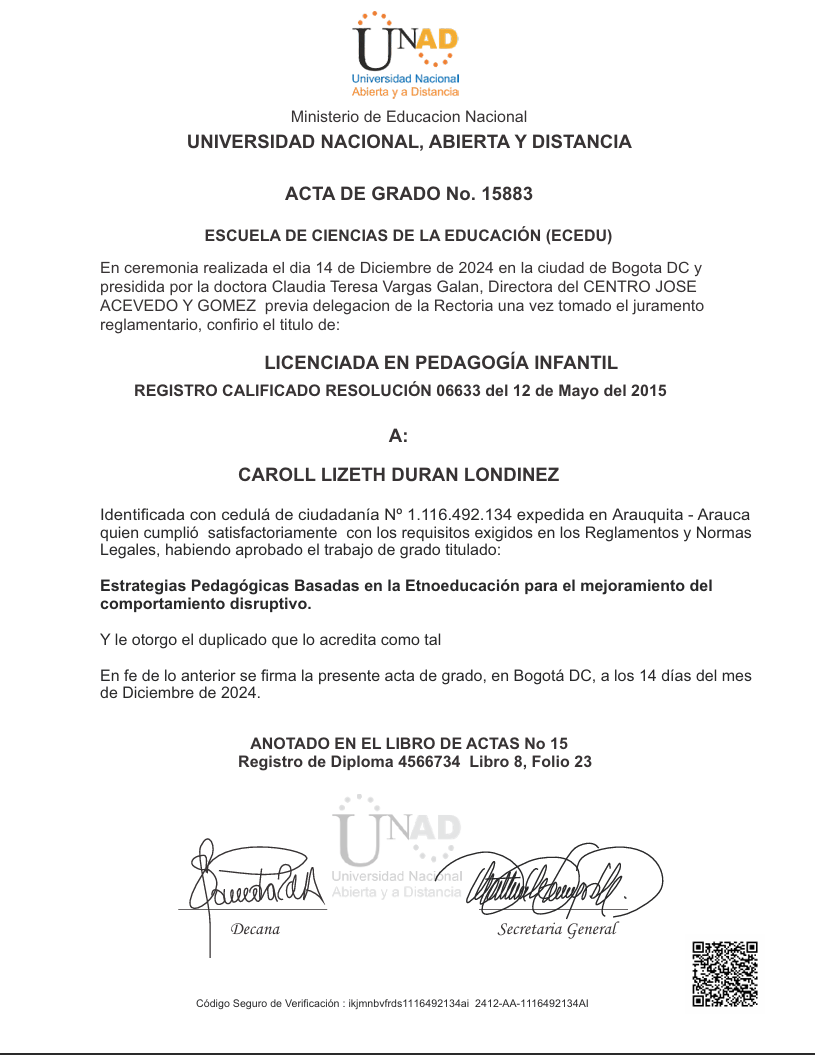 UNAD
Universidad Nacional
Abierta y a Distancia
Ministerio de Educacion Nacional
UNIVERSIDAD NACIONAL, ABIERTA Y DISTANCIA
ACTA DE GRADO No. 15883
ESCUELA DE CIENCIAS DE LA EDUCACIÓN (ECEDU)
En ceremonia realizada el dia 14 de Diciembre de 2024 en la ciudad de Bogota DC y
presidida por la doctora Claudia Teresa Vargas Galan, Directora del CENTRO JOSE
ACEVEDO Y GOMEZ  previa delegacion de la Rectoria una vez tomado el juramento
reglamentario, confirio el titulo de:
LICENCIADA EN PEDAGOGÍA INFANTIL
REGISTRO CALIFICADO RESOLUCIÓN 06633 del 12 de Mayo del 2015
A:
CAROLL LIZETH DURAN LONDINEZ
Identificada con cedulá de ciudadanía Nº 1.116.492.134 expedida en Arauquita - Arauca
quien cumplió  satisfactoriamente  con los requisitos exigidos en los Reglamentos y Normas
Legales, habiendo aprobado el trabajo de grado titulado:
Estrategias Pedagógicas Basadas en la Etnoeducación para el mejoramiento del
comportamiento disruptivo.
Y le otorgo el duplicado que lo acredita como tal
En fe de lo anterior se firma la presente acta de grado, en Bogotá DC, a los 14 días del mes
de Diciembre de 2024.
ANOTADO EN EL LIBRO DE ACTAS No 15
Registro de Diploma 4566734  Libro 8, Folio 23
UNAD
Universidad Nacional
Abierta y a Distancia
Decana
Secretaria General
Código Seguro de Verificación : ikjmnbvfrds1116492134ai  2412-AA-1116492134AI